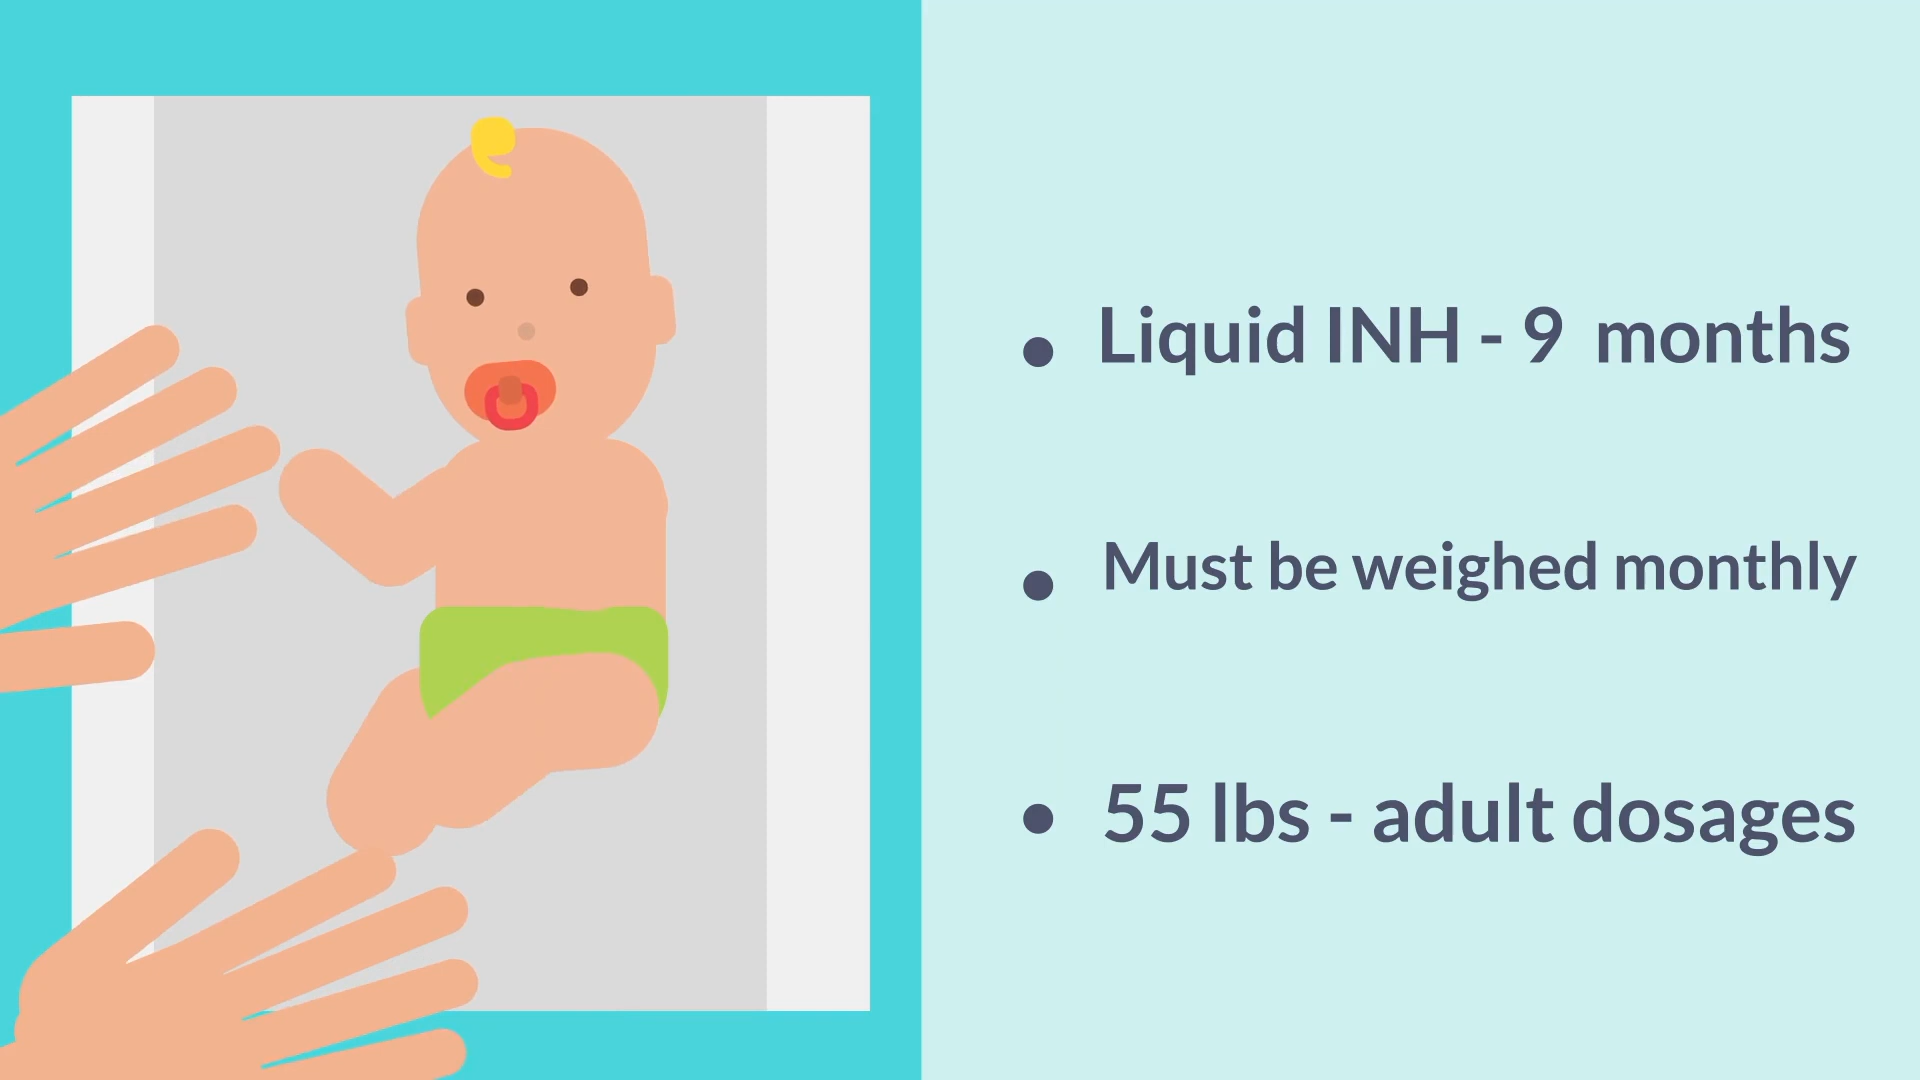 Liquid INH - 9 months
Must be weighed monthly
55 lbs - adult dosages